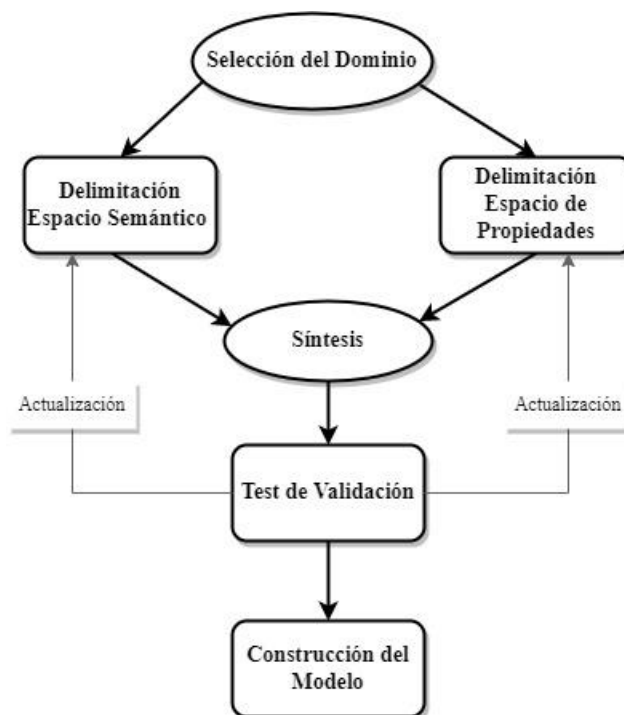 Selección del Dominio
Delimitación
Espacio Semántico
Delimitación
Espacio de
Propiedades
Síntesis
Actualización
Actualización
Test de Validación
Construcción del
Modelo